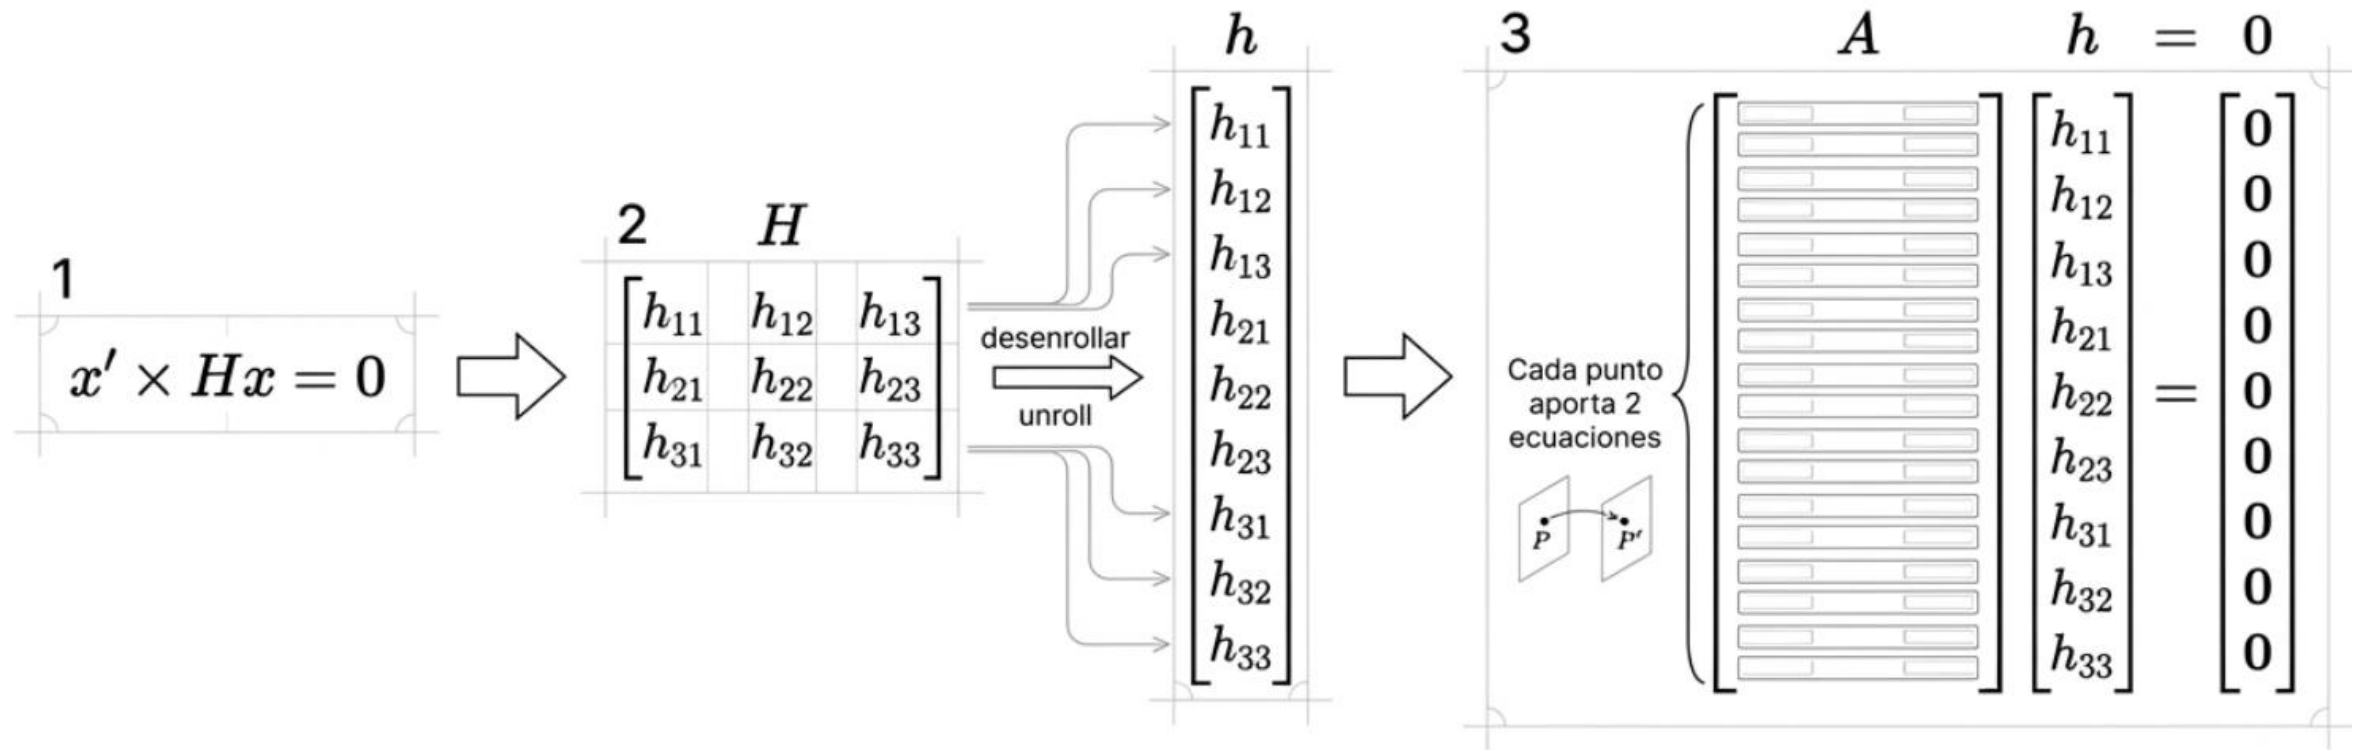 1
x′ × Hx = 0
2 H
h11 h12 h13
h21 h22 h23
h31 h32 h33
desenrollar
unroll
h
h11
h12
h13
h21
h22
h23
h31
h32
h33
3 A h = 0
Cada punto
aporta 2
ecuaciones
P P′
h11 0
h12 0
h13 0
h21 0
h22 = 0
h23 0
h31 0
h32 0
h33 0